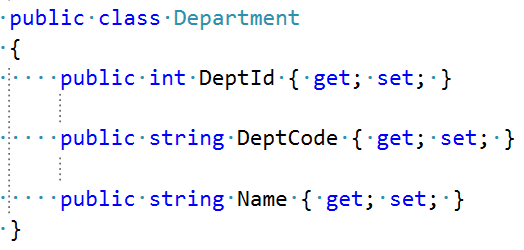 public class Department
{
public int DeptId { get; set; }
public string DeptCode { get; set; }
public string Name { get; set; }
}